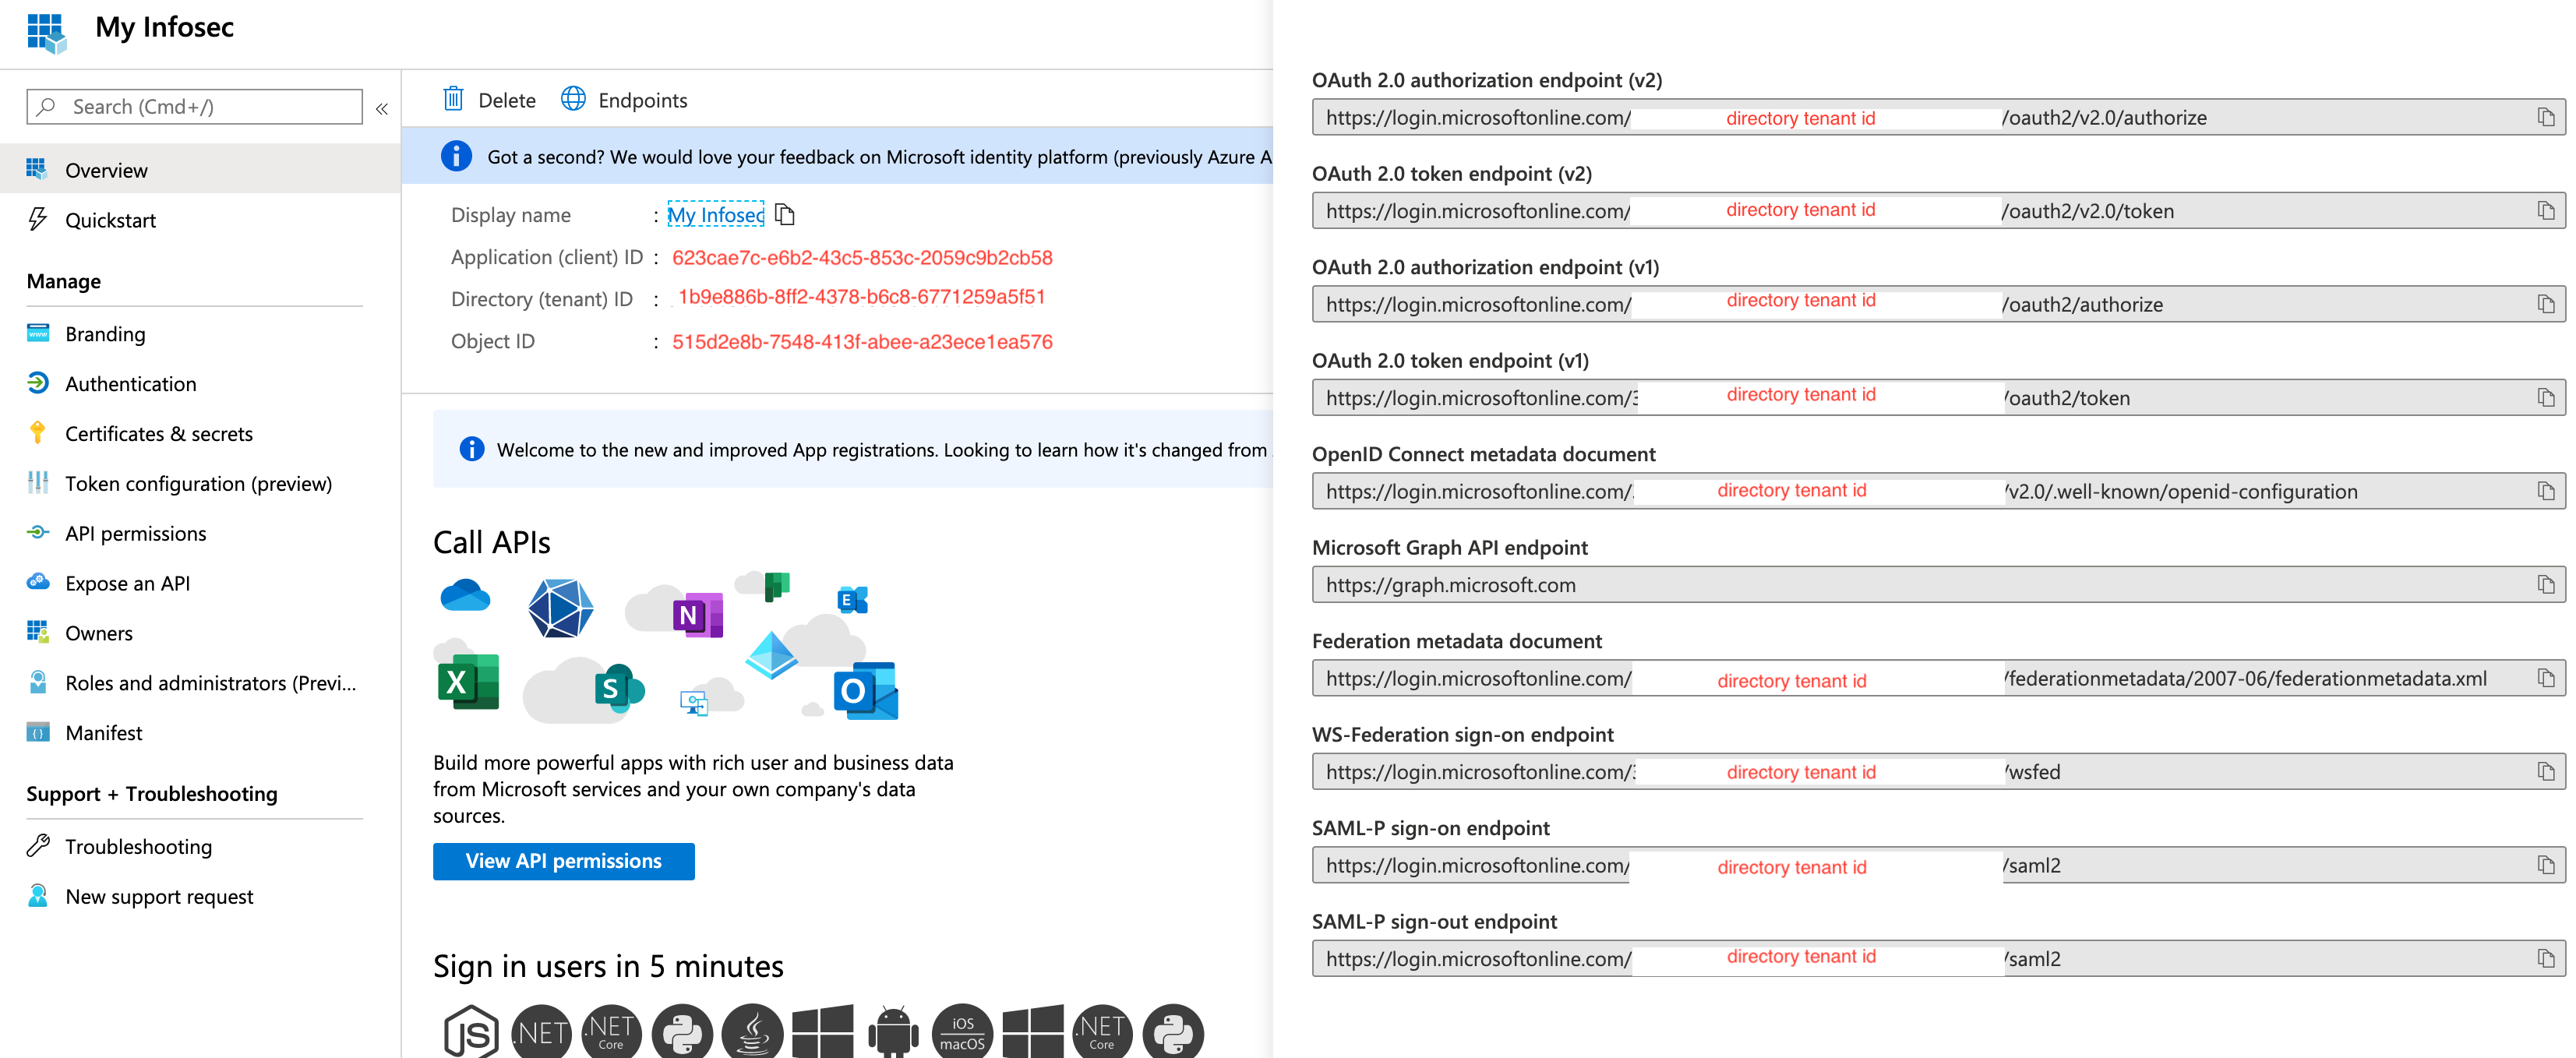 My Infosec
Search (Cmd+/)
«
Overview
Quickstart
Manage
Branding
Authentication
Certificates & secrets
Token configuration (preview)
API permissions
Expose an API
Owners
Roles and administrators (Previ...
Manifest
Support + Troubleshooting
Troubleshooting
New support request
Delete Endpoints
Got a second? We would love your feedback on Microsoft identity platform (previously Azure A
Display name : My Infosec
Application (client) ID : 623cae7c-e6b2-43c5-853c-2059c9b2cb58
Directory (tenant) ID : 1b9e886b-8ff2-4378-b6c8-6771259a5f51
Object ID : 515d2e8b-7548-413f-abee-a23ece1ea576
Welcome to the new and improved App registrations. Looking to learn how it's changed from
Call APIs
N
E
X
S
O
Build more powerful apps with rich user and business data
from Microsoft services and your own company's data
sources.
View API permissions
Sign in users in 5 minutes
JS .NET .NET Core iOS macOS .NET Core
OAuth 2.0 authorization endpoint (v2)
https://login.microsoftonline.com/ directory tenant id /oauth2/v2.0/authorize
OAuth 2.0 token endpoint (v2)
https://login.microsoftonline.com/ directory tenant id /oauth2/v2.0/token
OAuth 2.0 authorization endpoint (v1)
https://login.microsoftonline.com/ directory tenant id /oauth2/authorize
OAuth 2.0 token endpoint (v1)
https://login.microsoftonline.com/3 directory tenant id /oauth2/token
OpenID Connect metadata document
https://login.microsoftonline.com/ directory tenant id /v2.0/.well-known/openid-configuration
Microsoft Graph API endpoint
https://graph.microsoft.com
Federation metadata document
https://login.microsoftonline.com/ directory tenant id /federationmetadata/2007-06/federationmetadata.xml
WS-Federation sign-on endpoint
https://login.microsoftonline.com/3 directory tenant id /wsfed
SAML-P sign-on endpoint
https://login.microsoftonline.com/ directory tenant id /saml2
SAML-P sign-out endpoint
https://login.microsoftonline.com/ directory tenant id /saml2